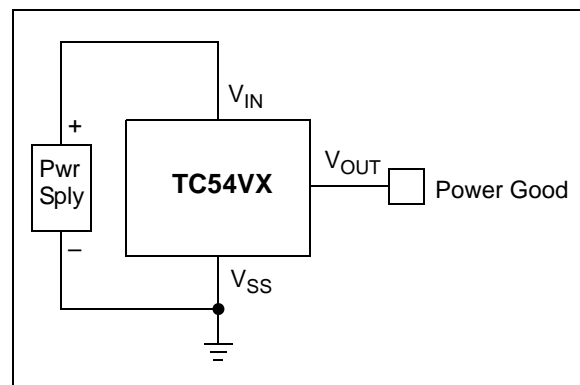 V_IN
+
Pwr
Sply
TC54VX
V_OUT
Power Good
–
V_SS